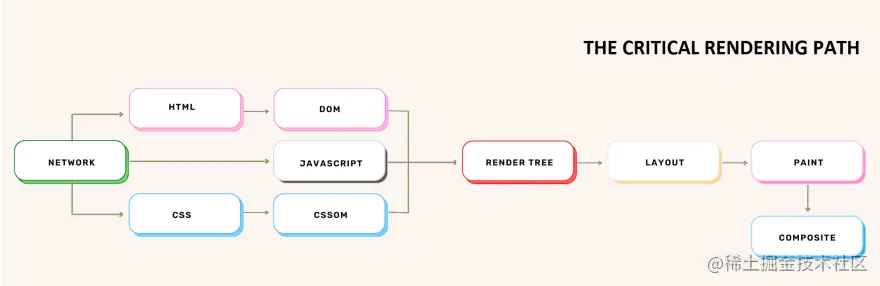 THE CRITICAL RENDERING PATH
HTML
DOM
NETWORK
JAVASCRIPT
RENDER TREE
LAYOUT
PAINT
CSS
CSSOM
COMPOSITE
@稀土掘金技术社区